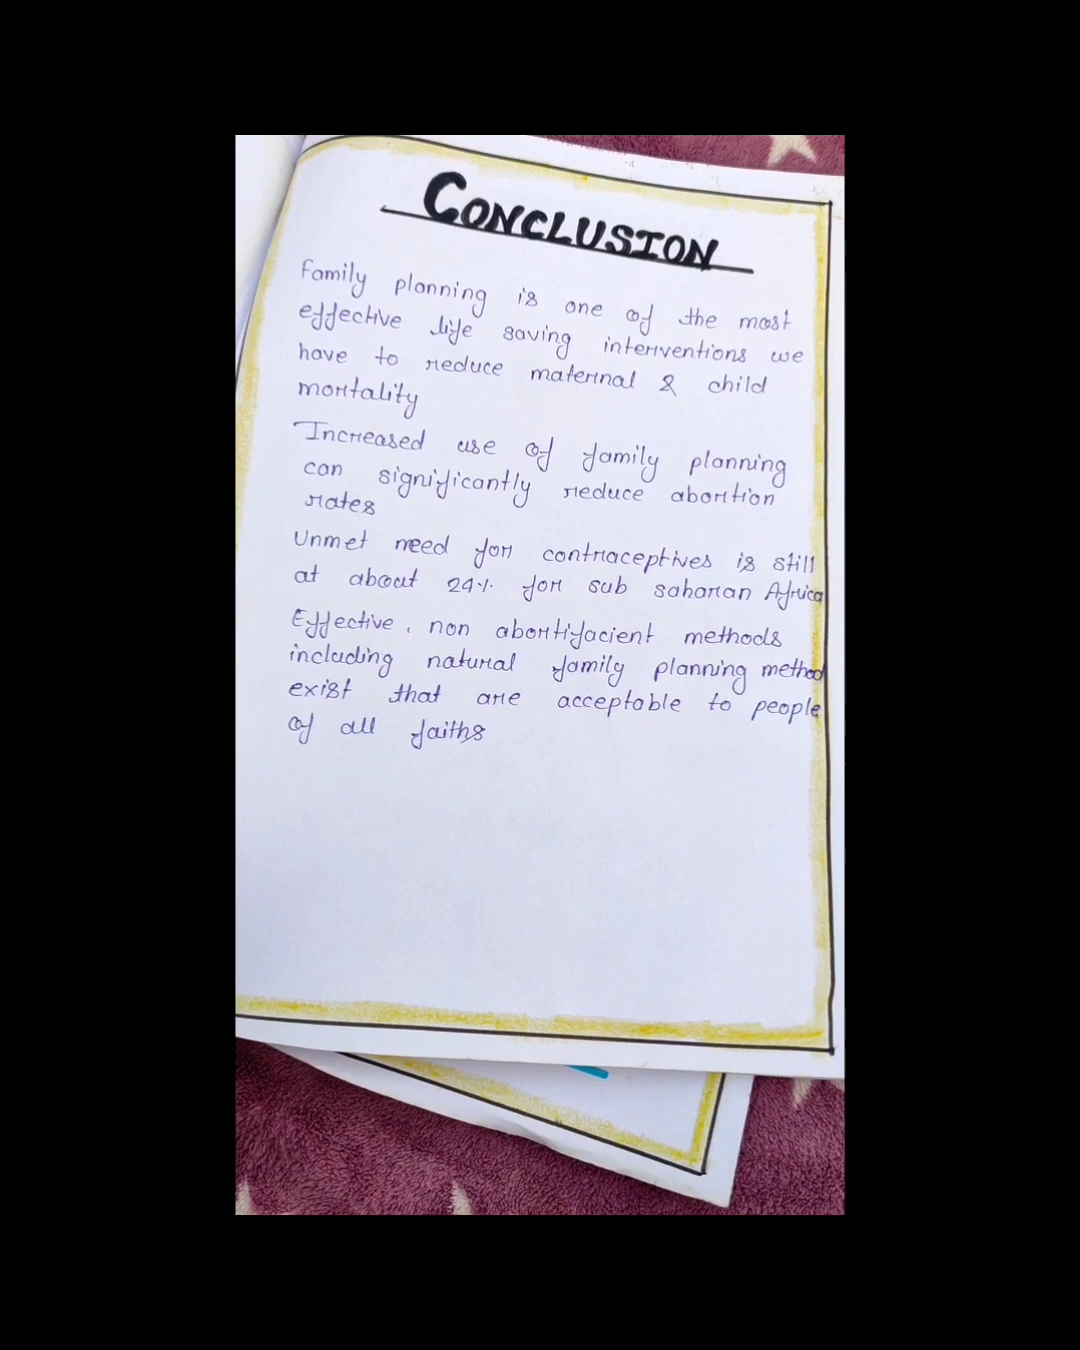 CONCLUSION
Family planning is one of the most
effective life saving interventions we
have to reduce maternal & child
mortality
Increased use of family planning
can significantly reduce abortion
rates
Unmet need for contraceptives is still
at about 24% for sub saharan Africa
Effective, non abortifacient methods
including natural family planning method
exist that are acceptable to people
of all faiths